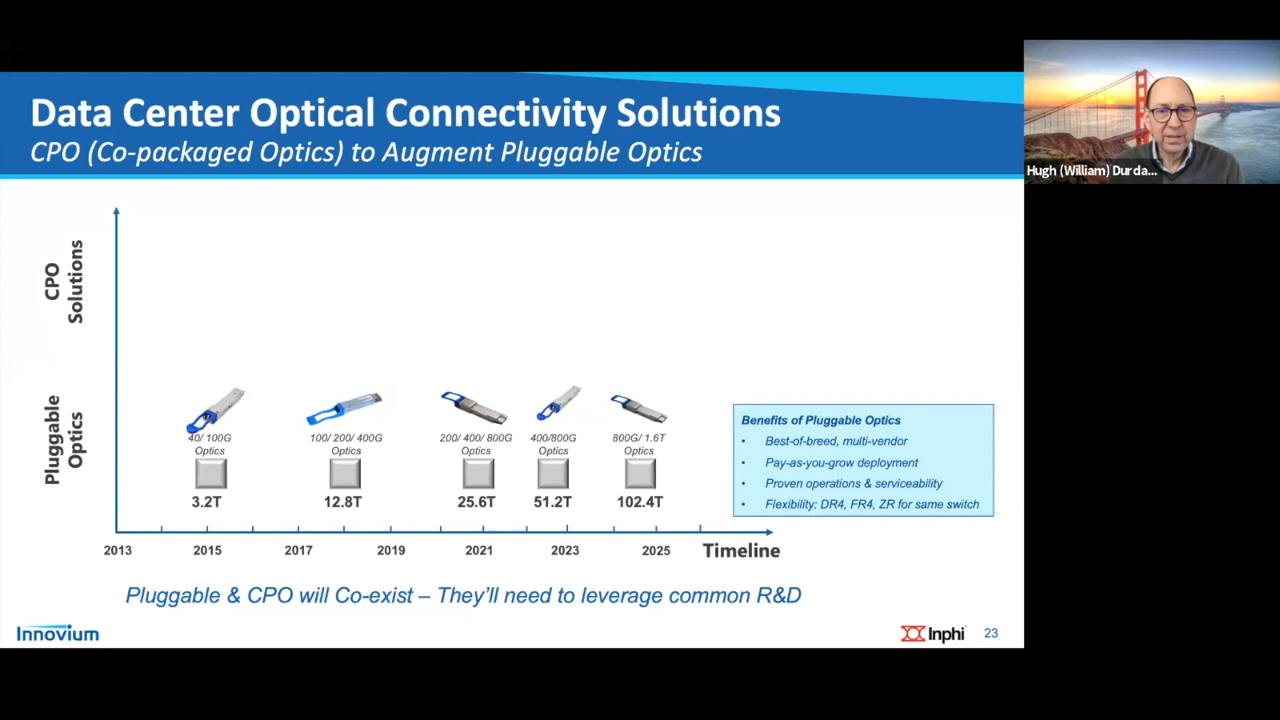 Data Center Optical Connectivity Solutions
CPO (Co-packaged Optics) to Augment Pluggable Optics
Hugh (William) Durda...
CPO
Solutions
Pluggable
Optics
40/ 100G
Optics
3.2T
100/ 200/ 400G
Optics
12.8T
200/ 400/ 800G
Optics
25.6T
400/800G
Optics
51.2T
800G/ 1.6T
Optics
102.4T
Benefits of Pluggable Optics
• Best-of-breed, multi-vendor
• Pay-as-you-grow deployment
• Proven operations & serviceability
• Flexibility: DR4, FR4, ZR for same switch
2013 2015 2017 2019 2021 2023 2025 Timeline
Pluggable & CPO will Co-exist – They'll need to leverage common R&D
Innovium
Inphi
23